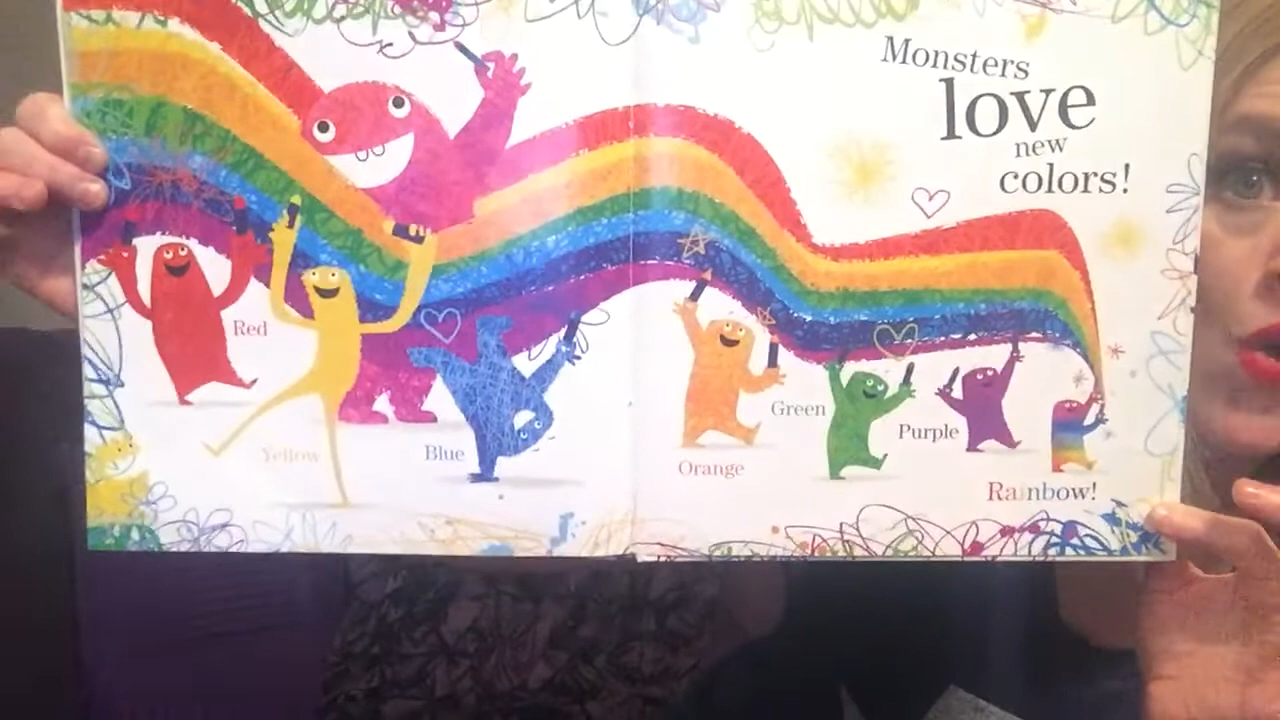 Monsters
love
new
colors!
Red
Yellow
Blue
Orange
Green
Purple
Rainbow!